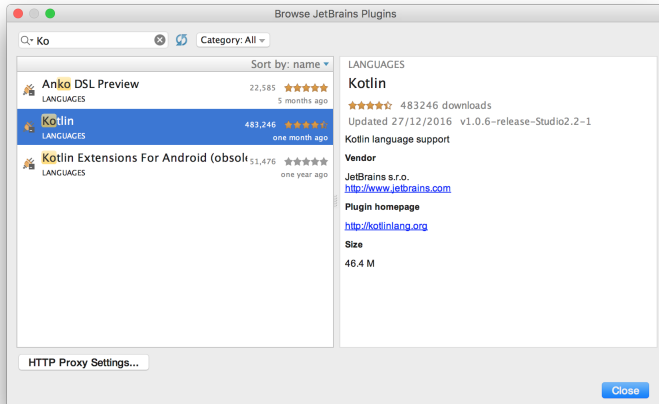 Browse JetBrains Plugins
Ko
Category: All
Sort by: name
Anko DSL Preview
22,585
LANGUAGES
5 months ago
Kotlin
483,246
LANGUAGES
one month ago
Kotlin Extensions For Android (obsole
51,476
LANGUAGES
one year ago
LANGUAGES
Kotlin
483246 downloads
Updated 27/12/2016 v1.0.6-release-Studio2.2-1
Kotlin language support
Vendor
JetBrains s.r.o.
http://www.jetbrains.com
Plugin homepage
http://kotlinlang.org
Size
46.4 M
HTTP Proxy Settings...
Close